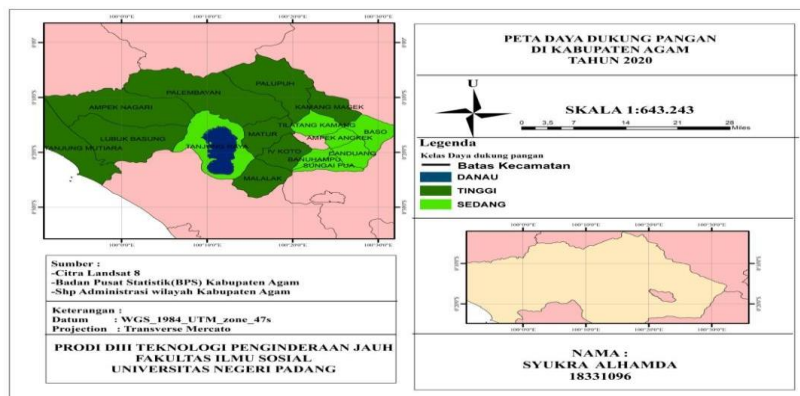 PETA DAYA DUKUNG PANGAN
DI KABUPATEN AGAM
TAHUN 2020
U
SKALA 1:643.243
0 3,5 7 14 21 28
Miles
Legenda
Kelas Daya dukung pangan
Batas Kecamatan
DANAU
TINGGI
SEDANG
PALUPUH
PALEMBAYAN
KAMANG MAGEK
AMPEK NAGARI
TILATANG KAMANG
BASO
LUBUK BASUNG
MATUR
AMPEK ANGKEK
TANJUNG MUTIARA
TANJUNG RAYA
IV KOTO
CANDUANG
BANUHAMPU
SUNGAI PUA
MALALAK
Sumber :
-Citra Landsat 8
-Badan Pusat Statistik(BPS) Kabupaten Agam
-Shp Administrasi wilayah Kabupaten Agam
Keterangan :
Datum : WGS_1984_UTM_zone_47s
Projection : Transverse Mercato
PRODI DIII TEKNOLOGI PENGINDERAAN JAUH
FAKULTAS ILMU SOSIAL
UNIVERSITAS NEGERI PADANG
NAMA :
SYUKRA ALHAMDA
18331096